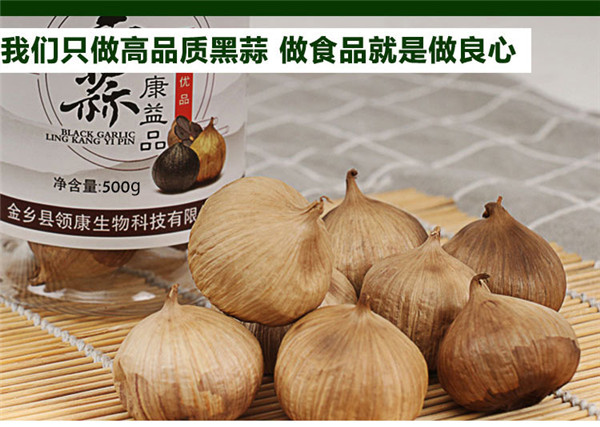 我们只做高品质黑蒜 做食品就是做良心
蒜
康益品
优品
BLACK GARLIC
LING KANG YI PIN
净含量:500g
金乡县领康生物科技有限